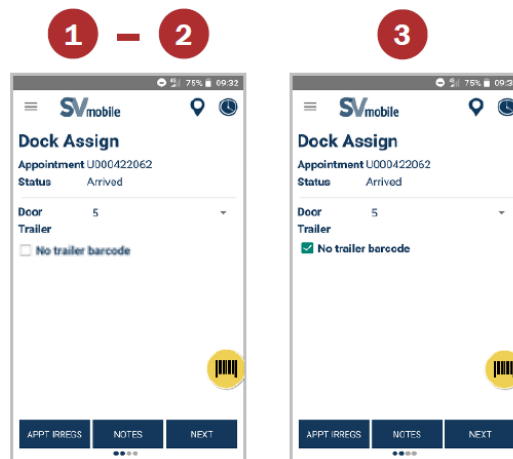 1 – 2
75% 09:32
SVmobile
Dock Assign
Appointment U000422062
Status Arrived
Door 5
Trailer
No trailer barcode
APPT IRREGS NOTES NEXT
3
75% 09:3
SVmobile
Dock Assign
Appointment U000422062
Status Arrived
Door 5
Trailer
No trailer barcode
APPT IRREGS NOTES NEXT